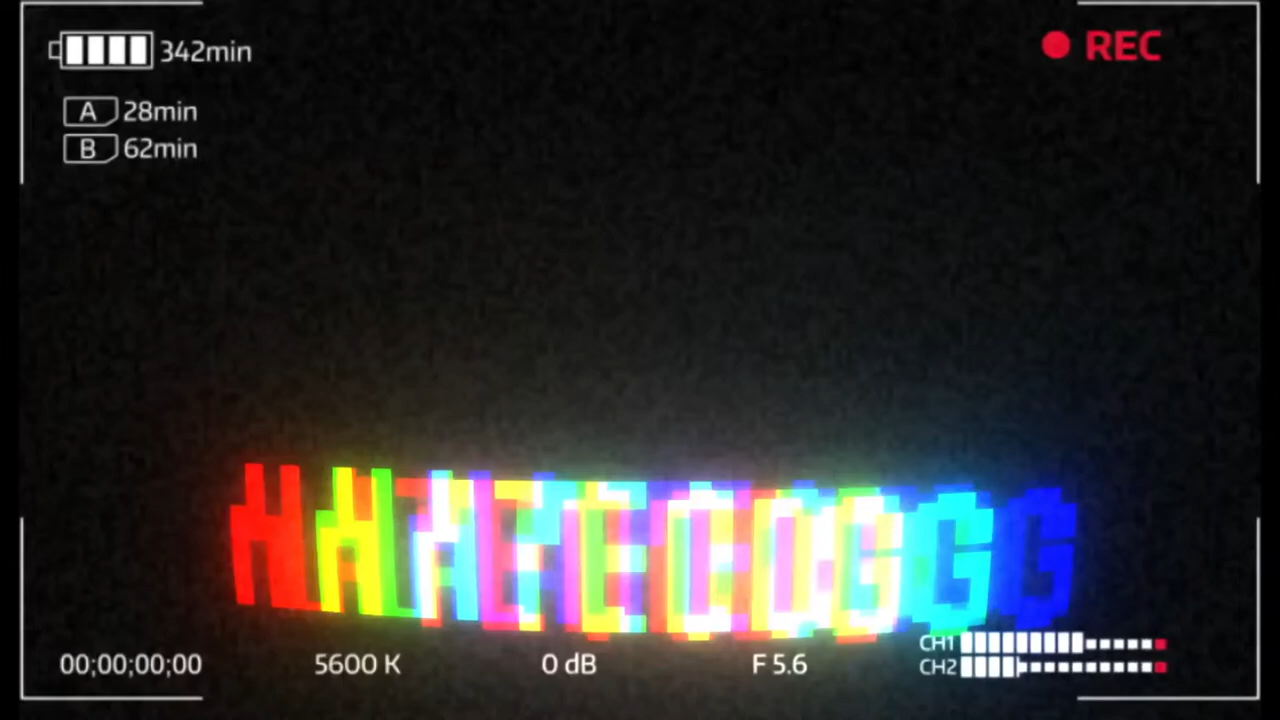 342min
REC
A 28min
B 62min
00;00;00;00
5600 K
0 dB
F 5.6
CH1
CH2